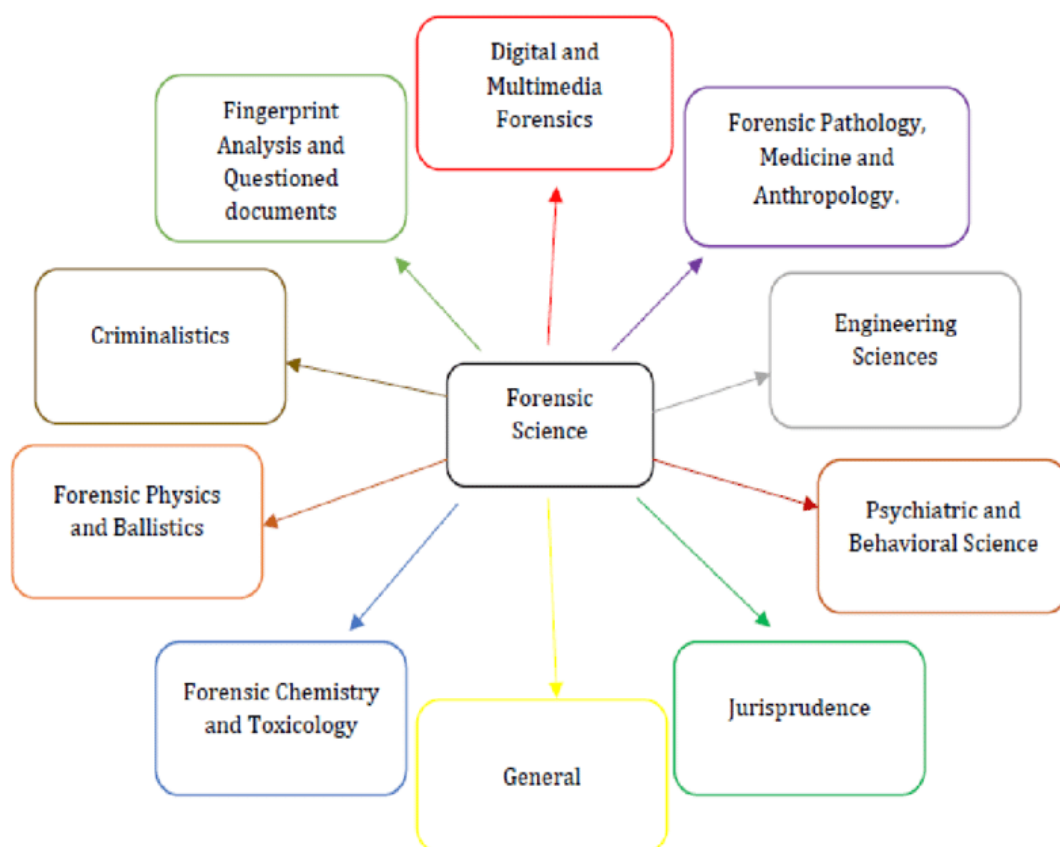 Digital and
Multimedia
Forensics
Fingerprint
Analysis and
Questioned
documents
Forensic Pathology,
Medicine and
Anthropology.
Criminalistics
Engineering
Sciences
Forensic
Science
Forensic Physics
and Ballistics
Psychiatric and
Behavioral Science
Forensic Chemistry
and Toxicology
Jurisprudence
General